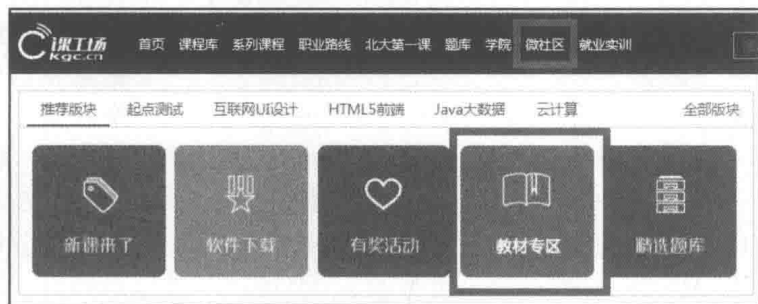 课工场 首页 课程库 系列课程 职业路线 北大第一课 题库 学院 微社区 就业实训
kgc.cn
推荐版块 起点测试 互联网UI设计 HTML5前端 Java大数据 云计算 全部版块
新课来了 软件下载 有奖活动 教材专区 精选题库